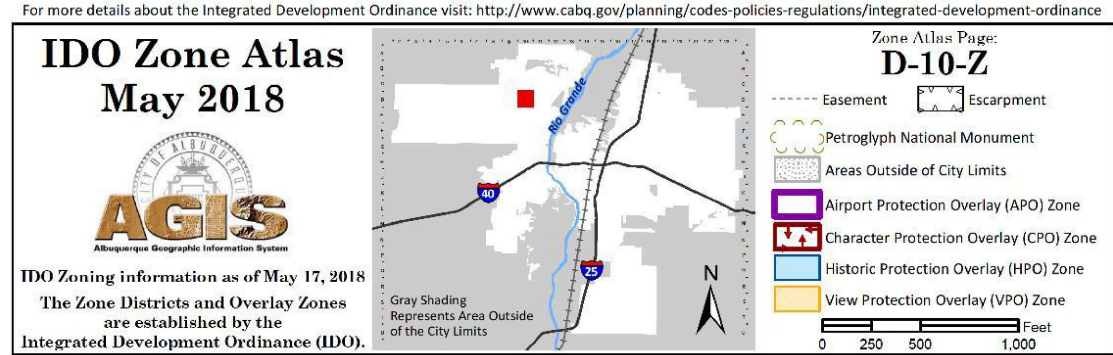 For more details about the Integrated Development Ordinance visit: http://www.cabq.gov/planning/codes-policies-regulations/integrated-development-ordinance
IDO Zone Atlas
May 2018
CITY OF ALBUQUERQUE
AGIS
Albuquerque Geographic Information System
IDO Zoning information as of May 17, 2018
The Zone Districts and Overlay Zones
are established by the
Integrated Development Ordinance (IDO).
Rio Grande
40
25
Gray Shading
Represents Area Outside
of the City Limits
N
Zone Atlas Page:
D-10-Z
Easement
Escarpment
Petroglyph National Monument
Areas Outside of City Limits
Airport Protection Overlay (APO) Zone
Character Protection Overlay (CPO) Zone
Historic Protection Overlay (HPO) Zone
View Protection Overlay (VPO) Zone
Feet
0 250 500 1,000